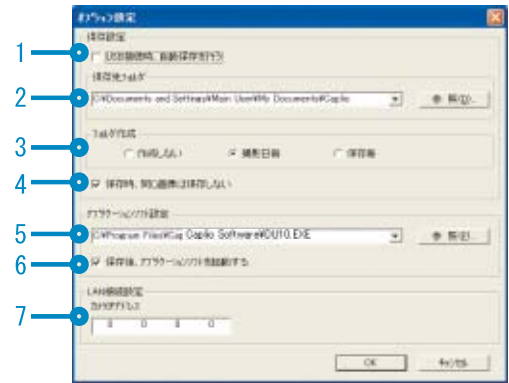 オプション設定
保存設定
1
USB接続時、自動保存を行う
保存先フォルダ
2
C:¥Documents and Settings¥Main User¥My Documents¥Caplio
参 照(Q)...
フォルダ作成
3
作成しない
撮影日毎
保存毎
4
保存時、同じ画像は保存しない
アプリケーションソフト設定
5
Caplio Software¥DU10.EXE
参 照(E)...
6
保存後、アプリケーションソフトを起動する
LAN接続設定
7
カメラIPアドレス
0 0 0 0
OK
キャンセル